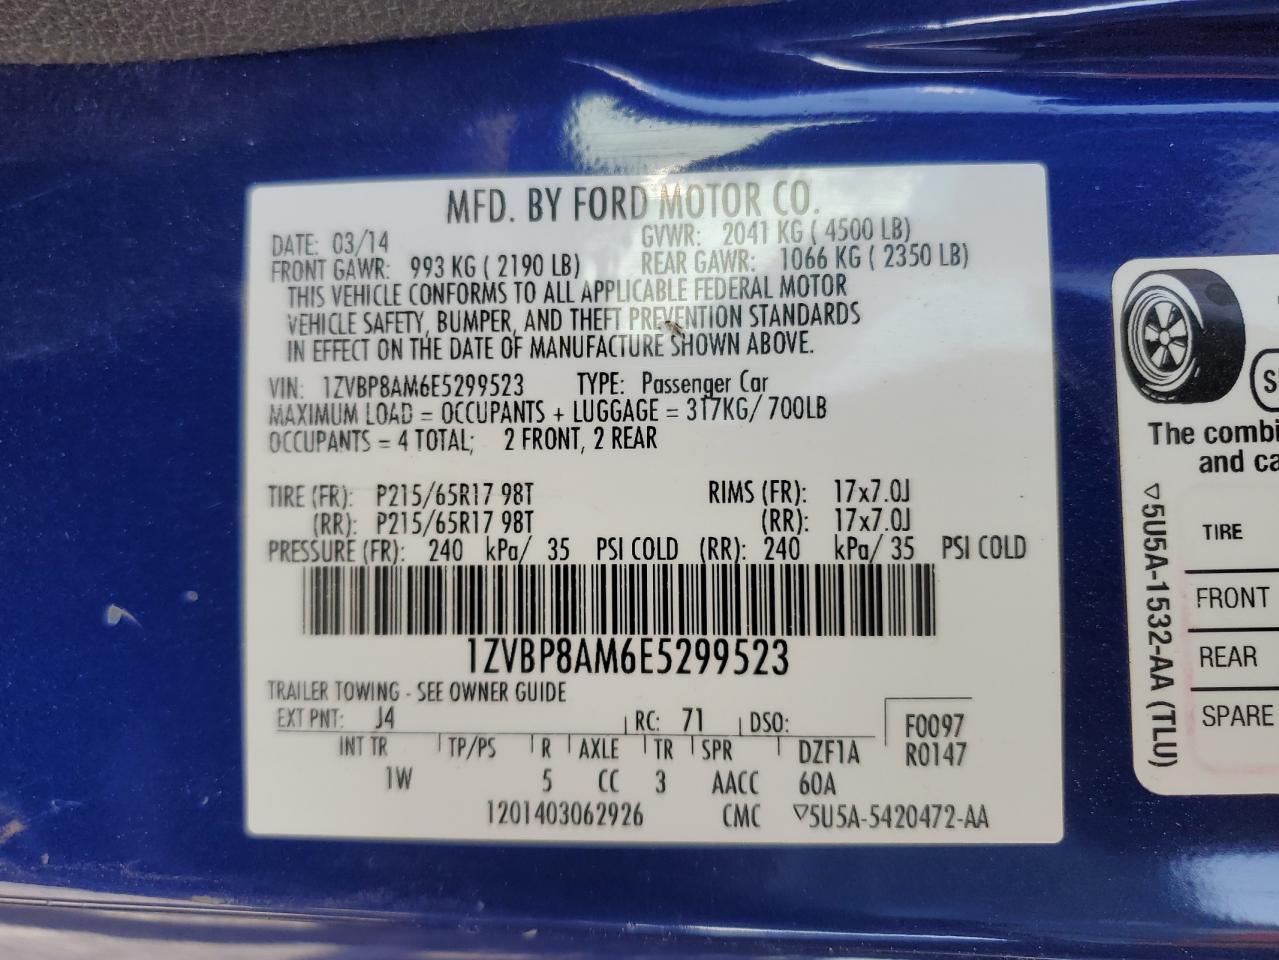 MFD. BY FORD MOTOR CO.
DATE: 03/14 GVWR: 2041 KG ( 4500 LB)
FRONT GAWR: 993 KG ( 2190 LB) REAR GAWR: 1066 KG ( 2350 LB)
THIS VEHICLE CONFORMS TO ALL APPLICABLE FEDERAL MOTOR
VEHICLE SAFETY, BUMPER, AND THEFT PREVENTION STANDARDS
IN EFFECT ON THE DATE OF MANUFACTURE SHOWN ABOVE.
VIN: 1ZVBP8AM6E5299523 TYPE: Passenger Car
MAXIMUM LOAD = OCCUPANTS + LUGGAGE = 317KG/ 700LB
OCCUPANTS = 4 TOTAL; 2 FRONT, 2 REAR
TIRE (FR): P215/65R17 98T RIMS (FR): 17x7.0J
(RR): P215/65R17 98T (RR): 17x7.0J
PRESSURE (FR): 240 kPa/ 35 PSI COLD (RR): 240 kPa/ 35 PSI COLD
1ZVBP8AM6E5299523
TRAILER TOWING - SEE OWNER GUIDE
EXT PNT: J4 RC: 71 DSO: F0097
INT TR TP/PS R AXLE TR SPR DZF1A R0147
1W 5 CC 3 AACC 60A
1201403062926 CMC ▽5U5A-5420472-AA
The combi
and ca
TIRE
FRONT
REAR
SPARE
▽5U5A-1532-AA (TLU)